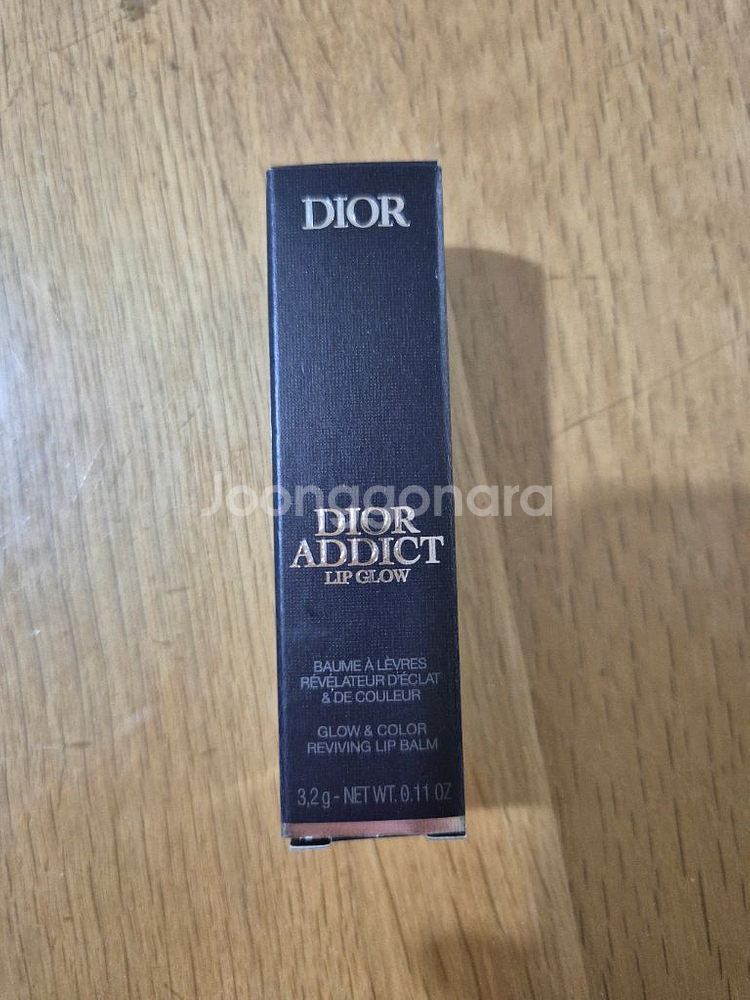 DIOR
Joonggonara
DIOR
ADDICT
LIP GLOW
BAUME À LÈVRES
RÉVÉLATEUR D'ÉCLAT
& DE COULEUR
GLOW & COLOR
REVIVING LIP BALM
3,2 g - NET WT. 0.11 OZ